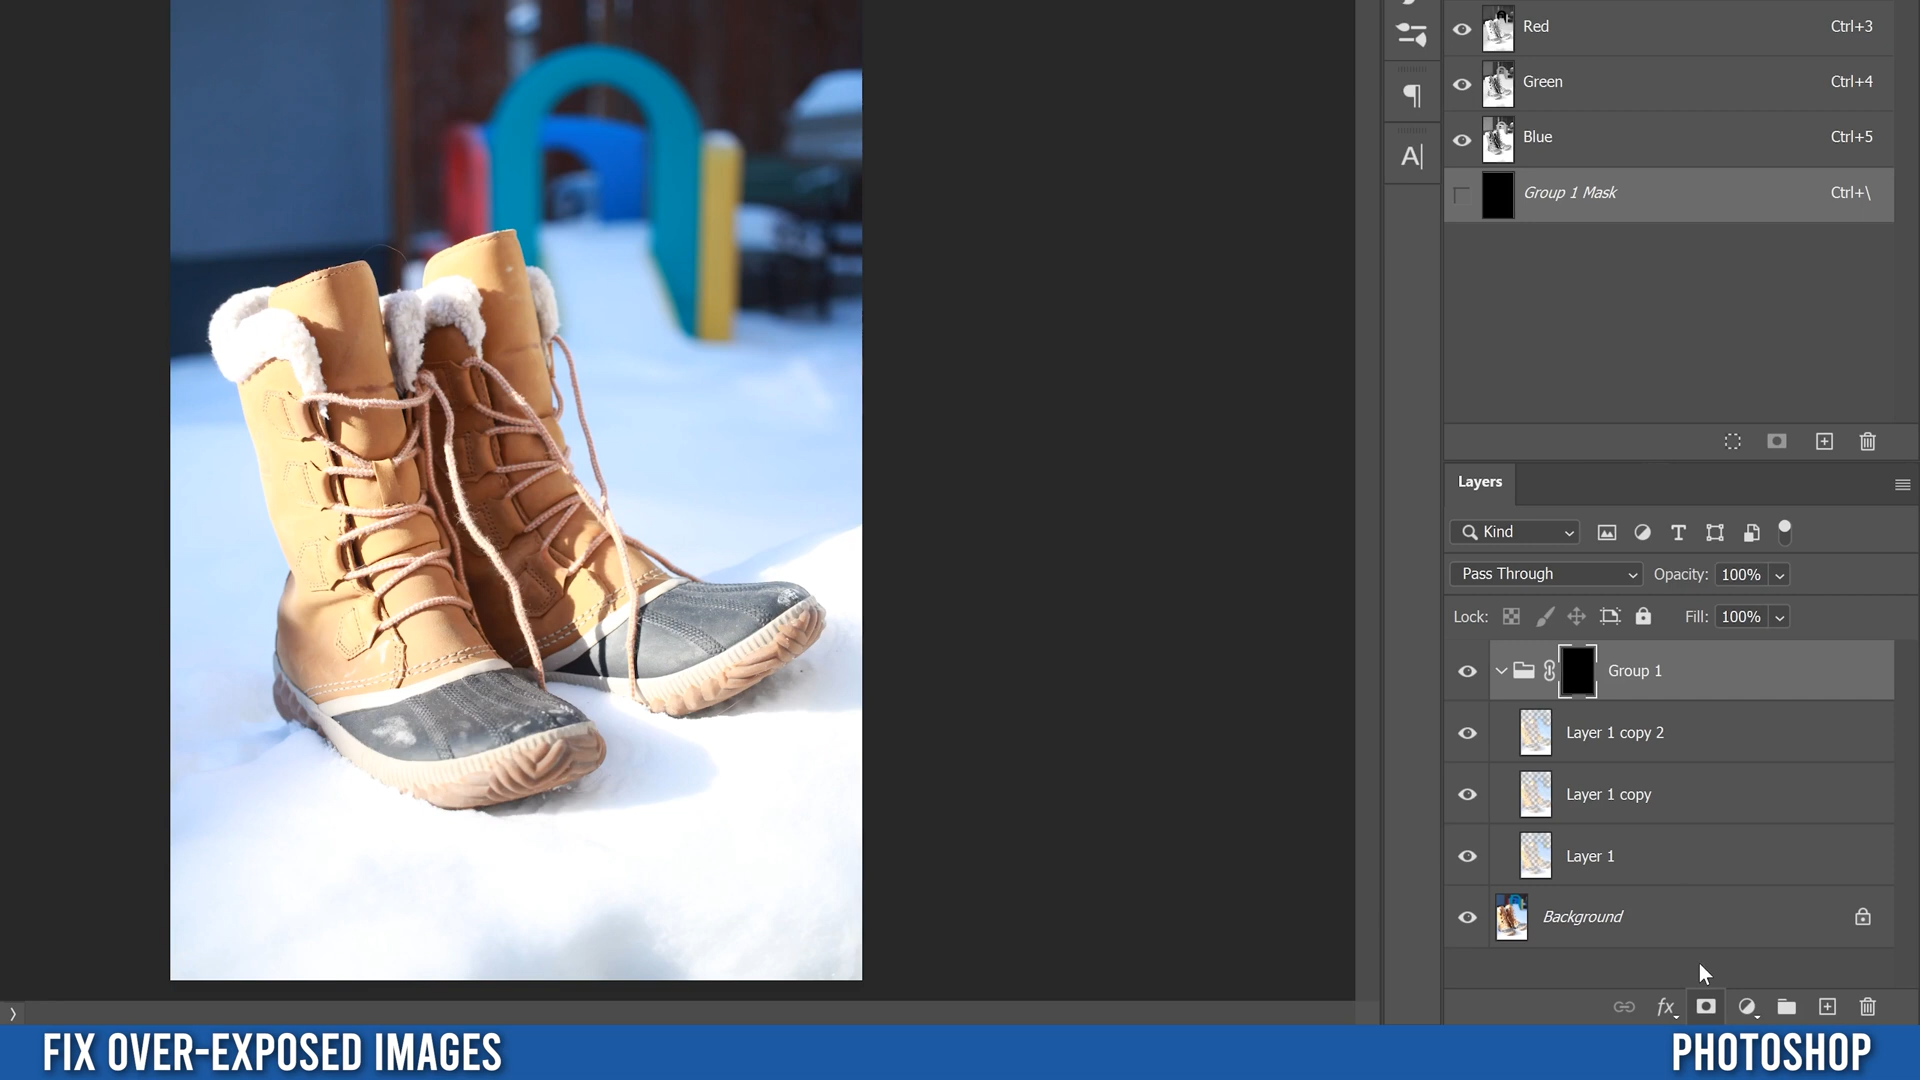 Red Ctrl+3
Green Ctrl+4
Blue Ctrl+5
Group 1 Mask Ctrl+\
A|
Layers
Kind
T
Pass Through Opacity: 100%
Lock: Fill: 100%
Group 1
Layer 1 copy 2
Layer 1 copy
Layer 1
Background
fx
FIX OVER-EXPOSED IMAGES PHOTOSHOP